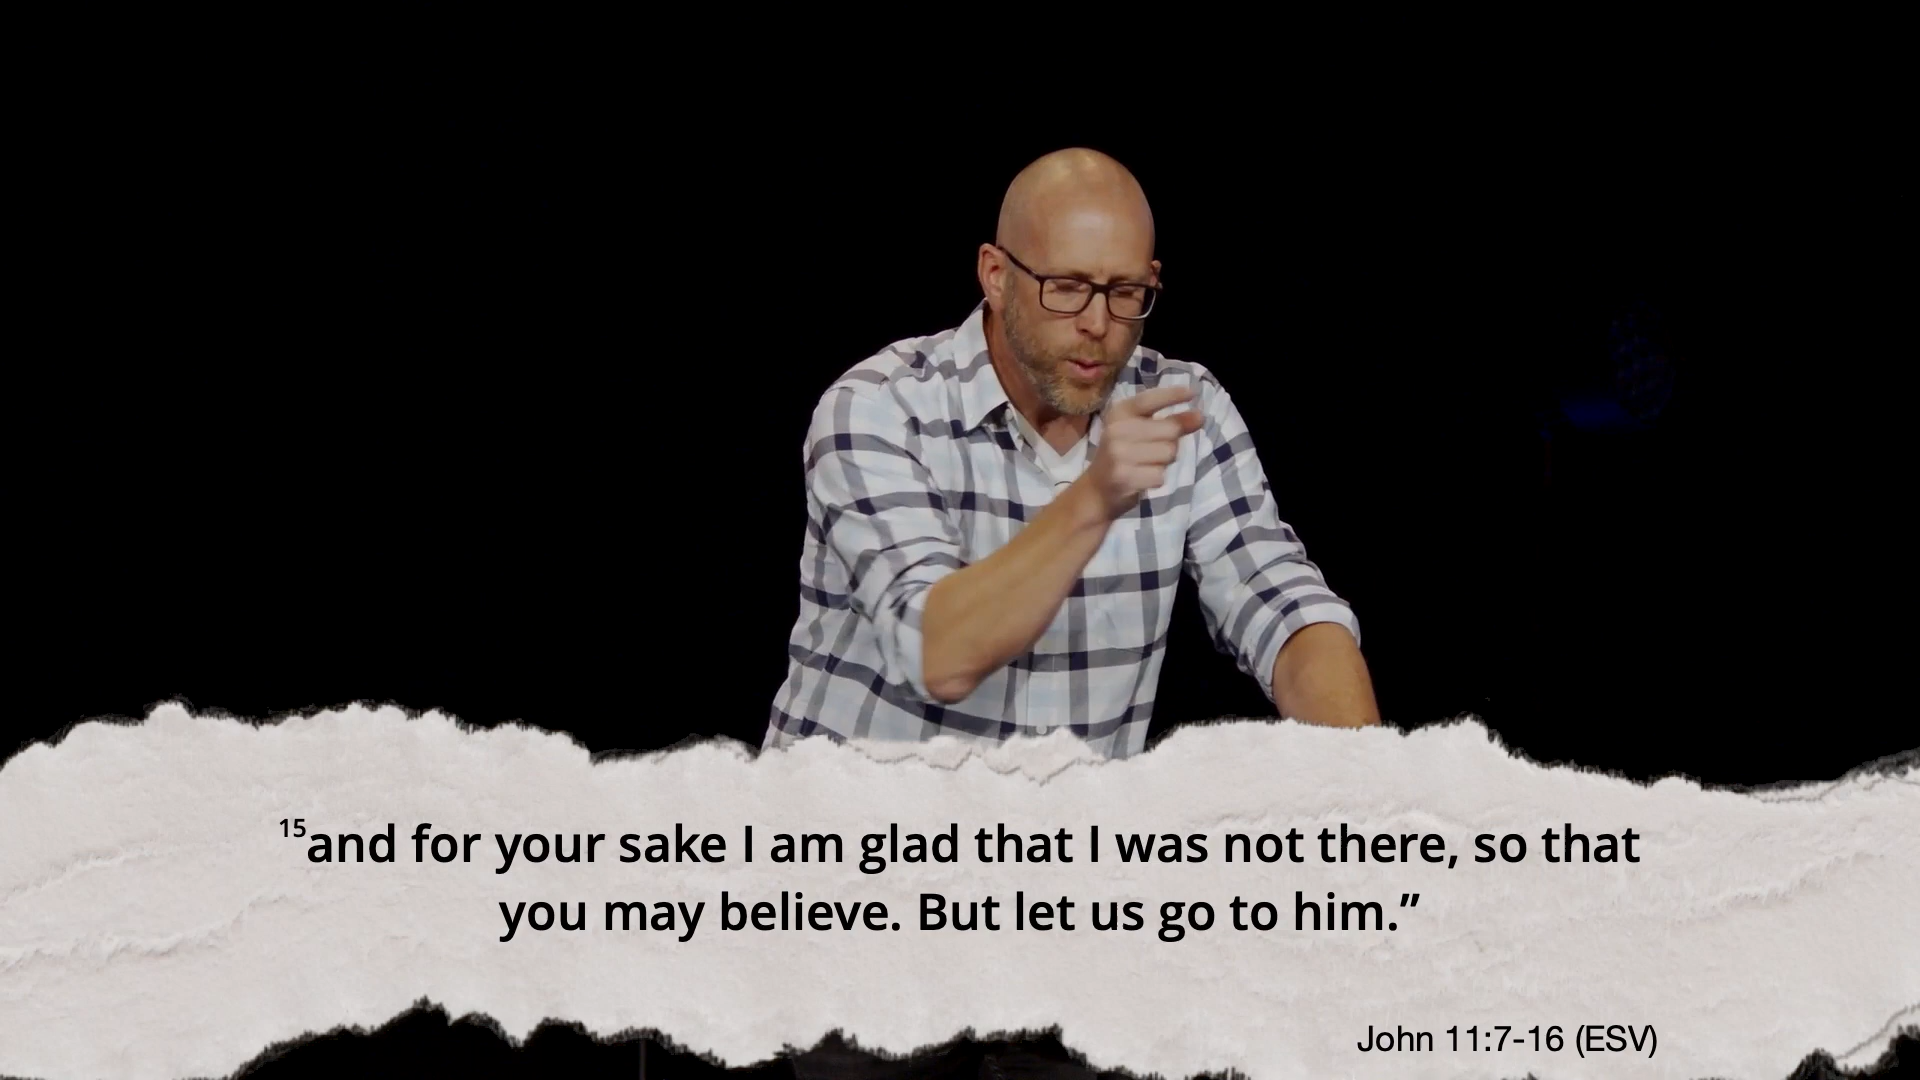 15and for your sake I am glad that I was not there, so that
you may believe. But let us go to him.”
John 11:7-16 (ESV)